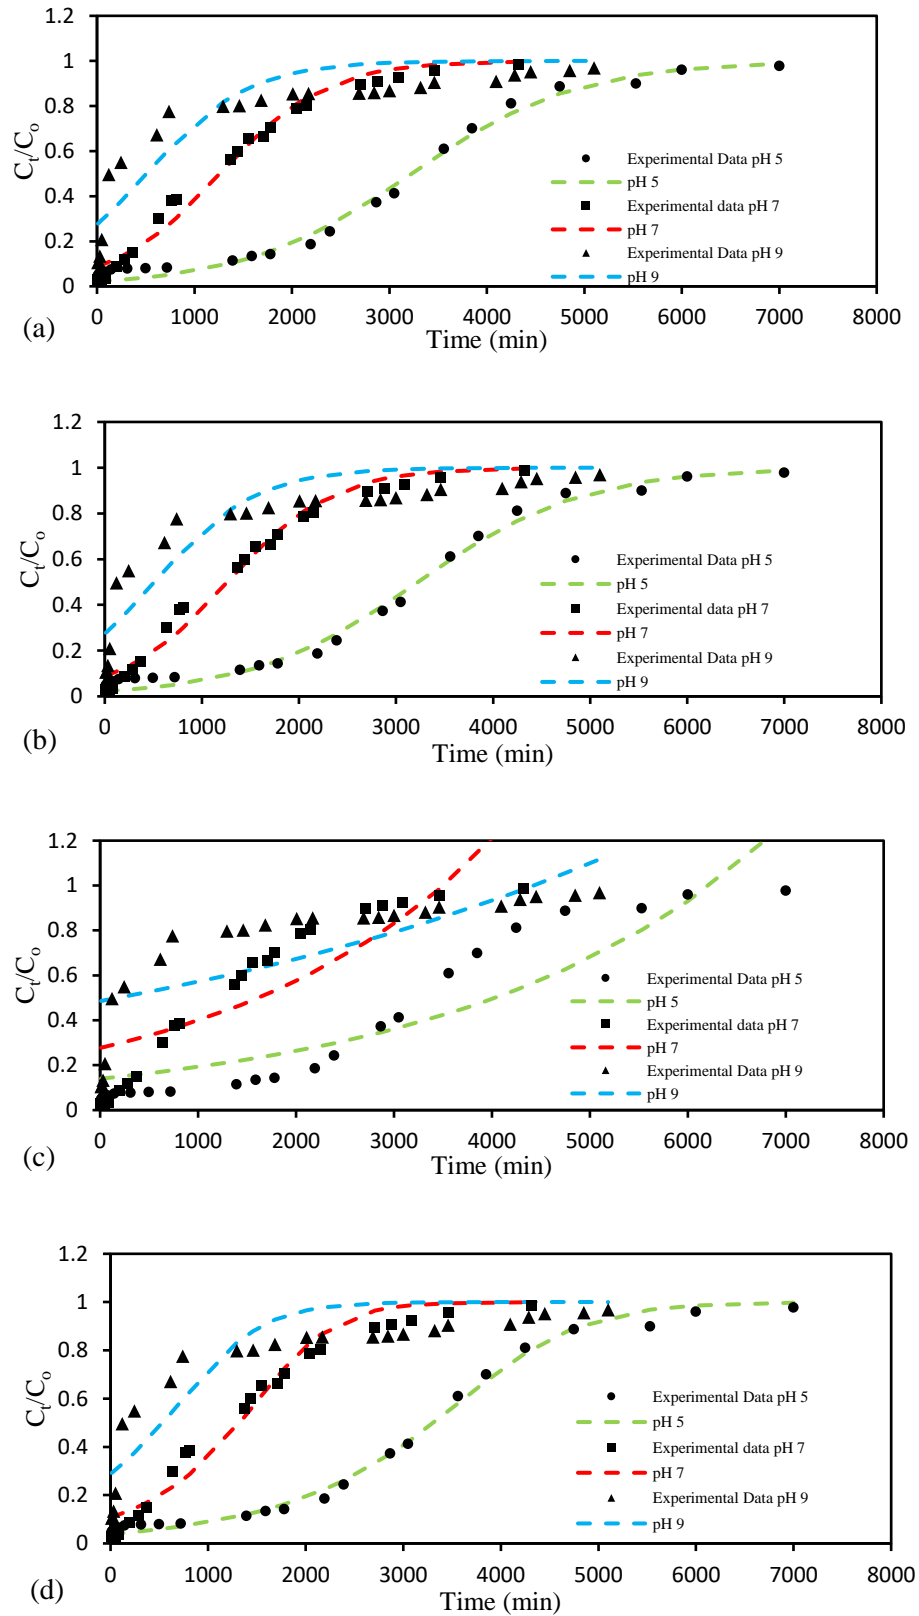 1.2
1
0.8
0.6
0.4
0.2
0
Ct/Co
Experimental Data pH 5
pH 5
Experimental data pH 7
pH 7
Experimental Data pH 9
pH 9
0 1000 2000 3000 4000 5000 6000 7000 8000
Time (min)
(a)
1.2
1
0.8
0.6
0.4
0.2
0
Ct/Co
Experimental Data pH 5
pH 5
Experimental data pH 7
pH 7
Experimental Data pH 9
pH 9
0 1000 2000 3000 4000 5000 6000 7000 8000
Time (min)
(b)
1.2
1
0.8
0.6
0.4
0.2
0
Ct/Co
Experimental Data pH 5
pH 5
Experimental data pH 7
pH 7
Experimental Data pH 9
pH 9
0 1000 2000 3000 4000 5000 6000 7000 8000
Time (min)
(c)
1.2
1
0.8
0.6
0.4
0.2
0
Ct/Co
Experimental Data pH 5
pH 5
Experimental data pH 7
pH 7
Experimental Data pH 9
pH 9
0 1000 2000 3000 4000 5000 6000 7000 8000
Time (min)
(d)